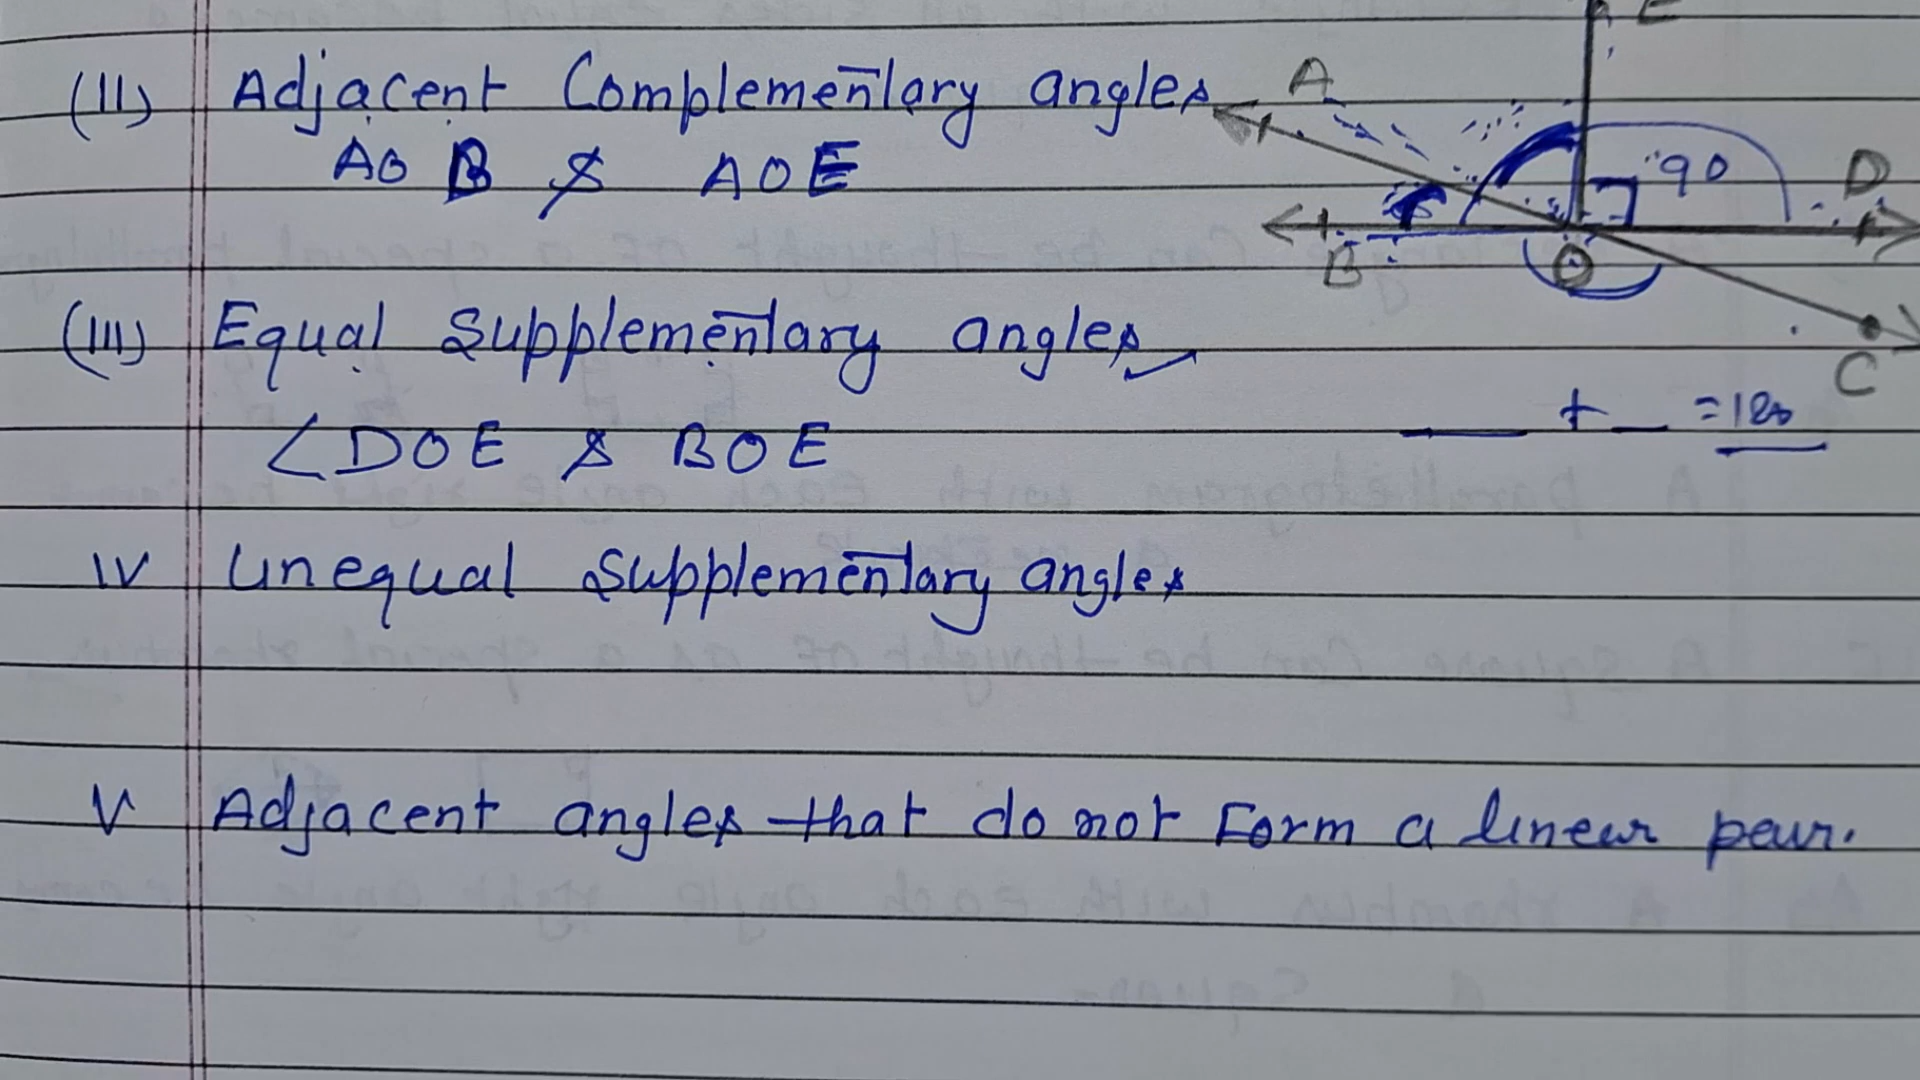 (II) Adjacent Complementary angles
AOB & AOE
E
A
90
D
B
O
C
(III) Equal Supplementary angles
∠DOE & BOE
+ = 180
IV Unequal Supplementary angles
V Adjacent angles that do not Form a linear pair.